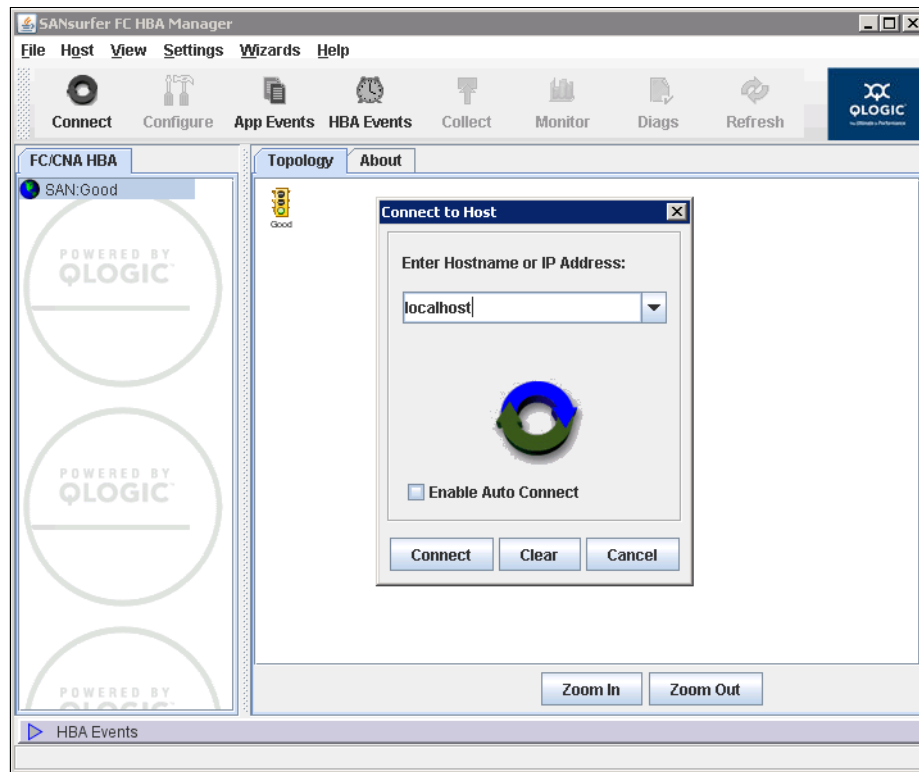 SANsurfer FC HBA Manager
File Host View Settings Wizards Help
Connect Configure App Events HBA Events Collect Monitor Diags Refresh
QLOGIC
FC/CNA HBA
Topology About
SAN:Good
Good
POWERED BY
QLOGIC
POWERED BY
QLOGIC
POWERED BY
QLOGIC
Connect to Host
Enter Hostname or IP Address:
localhost
Enable Auto Connect
Connect Clear Cancel
Zoom In Zoom Out
HBA Events